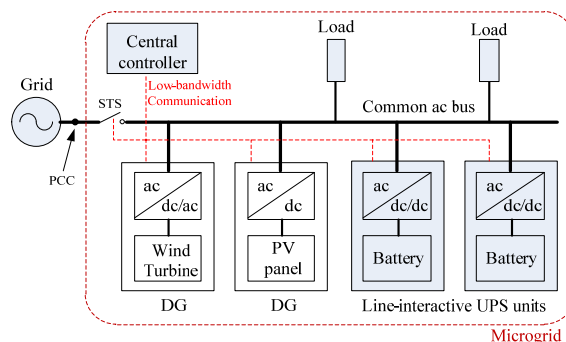 Central
controller
Load
Load
Grid
Low-bandwidth
Communication
STS
Common ac bus
PCC
ac
dc/ac
ac
dc
ac
dc/dc
ac
dc/dc
Wind
Turbine
PV
panel
Battery
Battery
DG
DG
Line-interactive UPS units
Microgrid